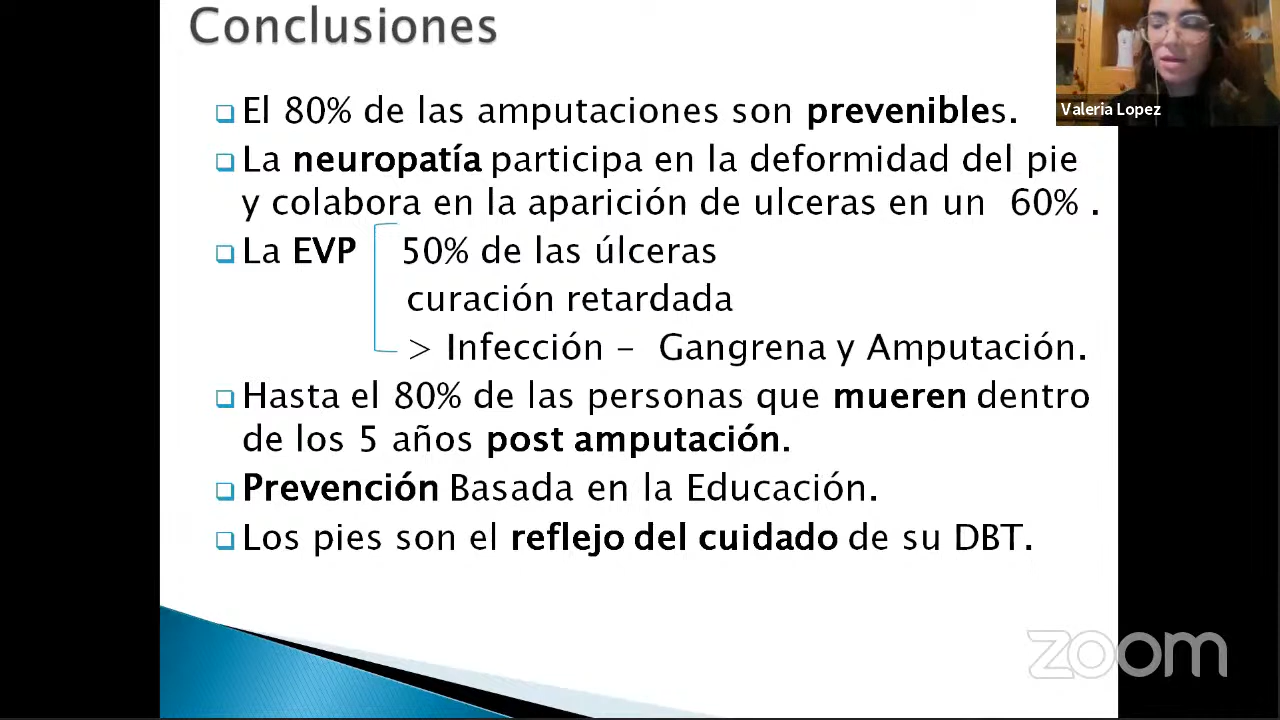 Conclusiones
Valeria Lopez
❑El 80% de las amputaciones son prevenibles.
❑La neuropatía participa en la deformidad del pie
y colabora en la aparición de ulceras en un 60% .
❑La EVP 50% de las úlceras
curación retardada
> Infección – Gangrena y Amputación.
❑Hasta el 80% de las personas que mueren dentro
de los 5 años post amputación.
❑Prevención Basada en la Educación.
❑Los pies son el reflejo del cuidado de su DBT.
zoom